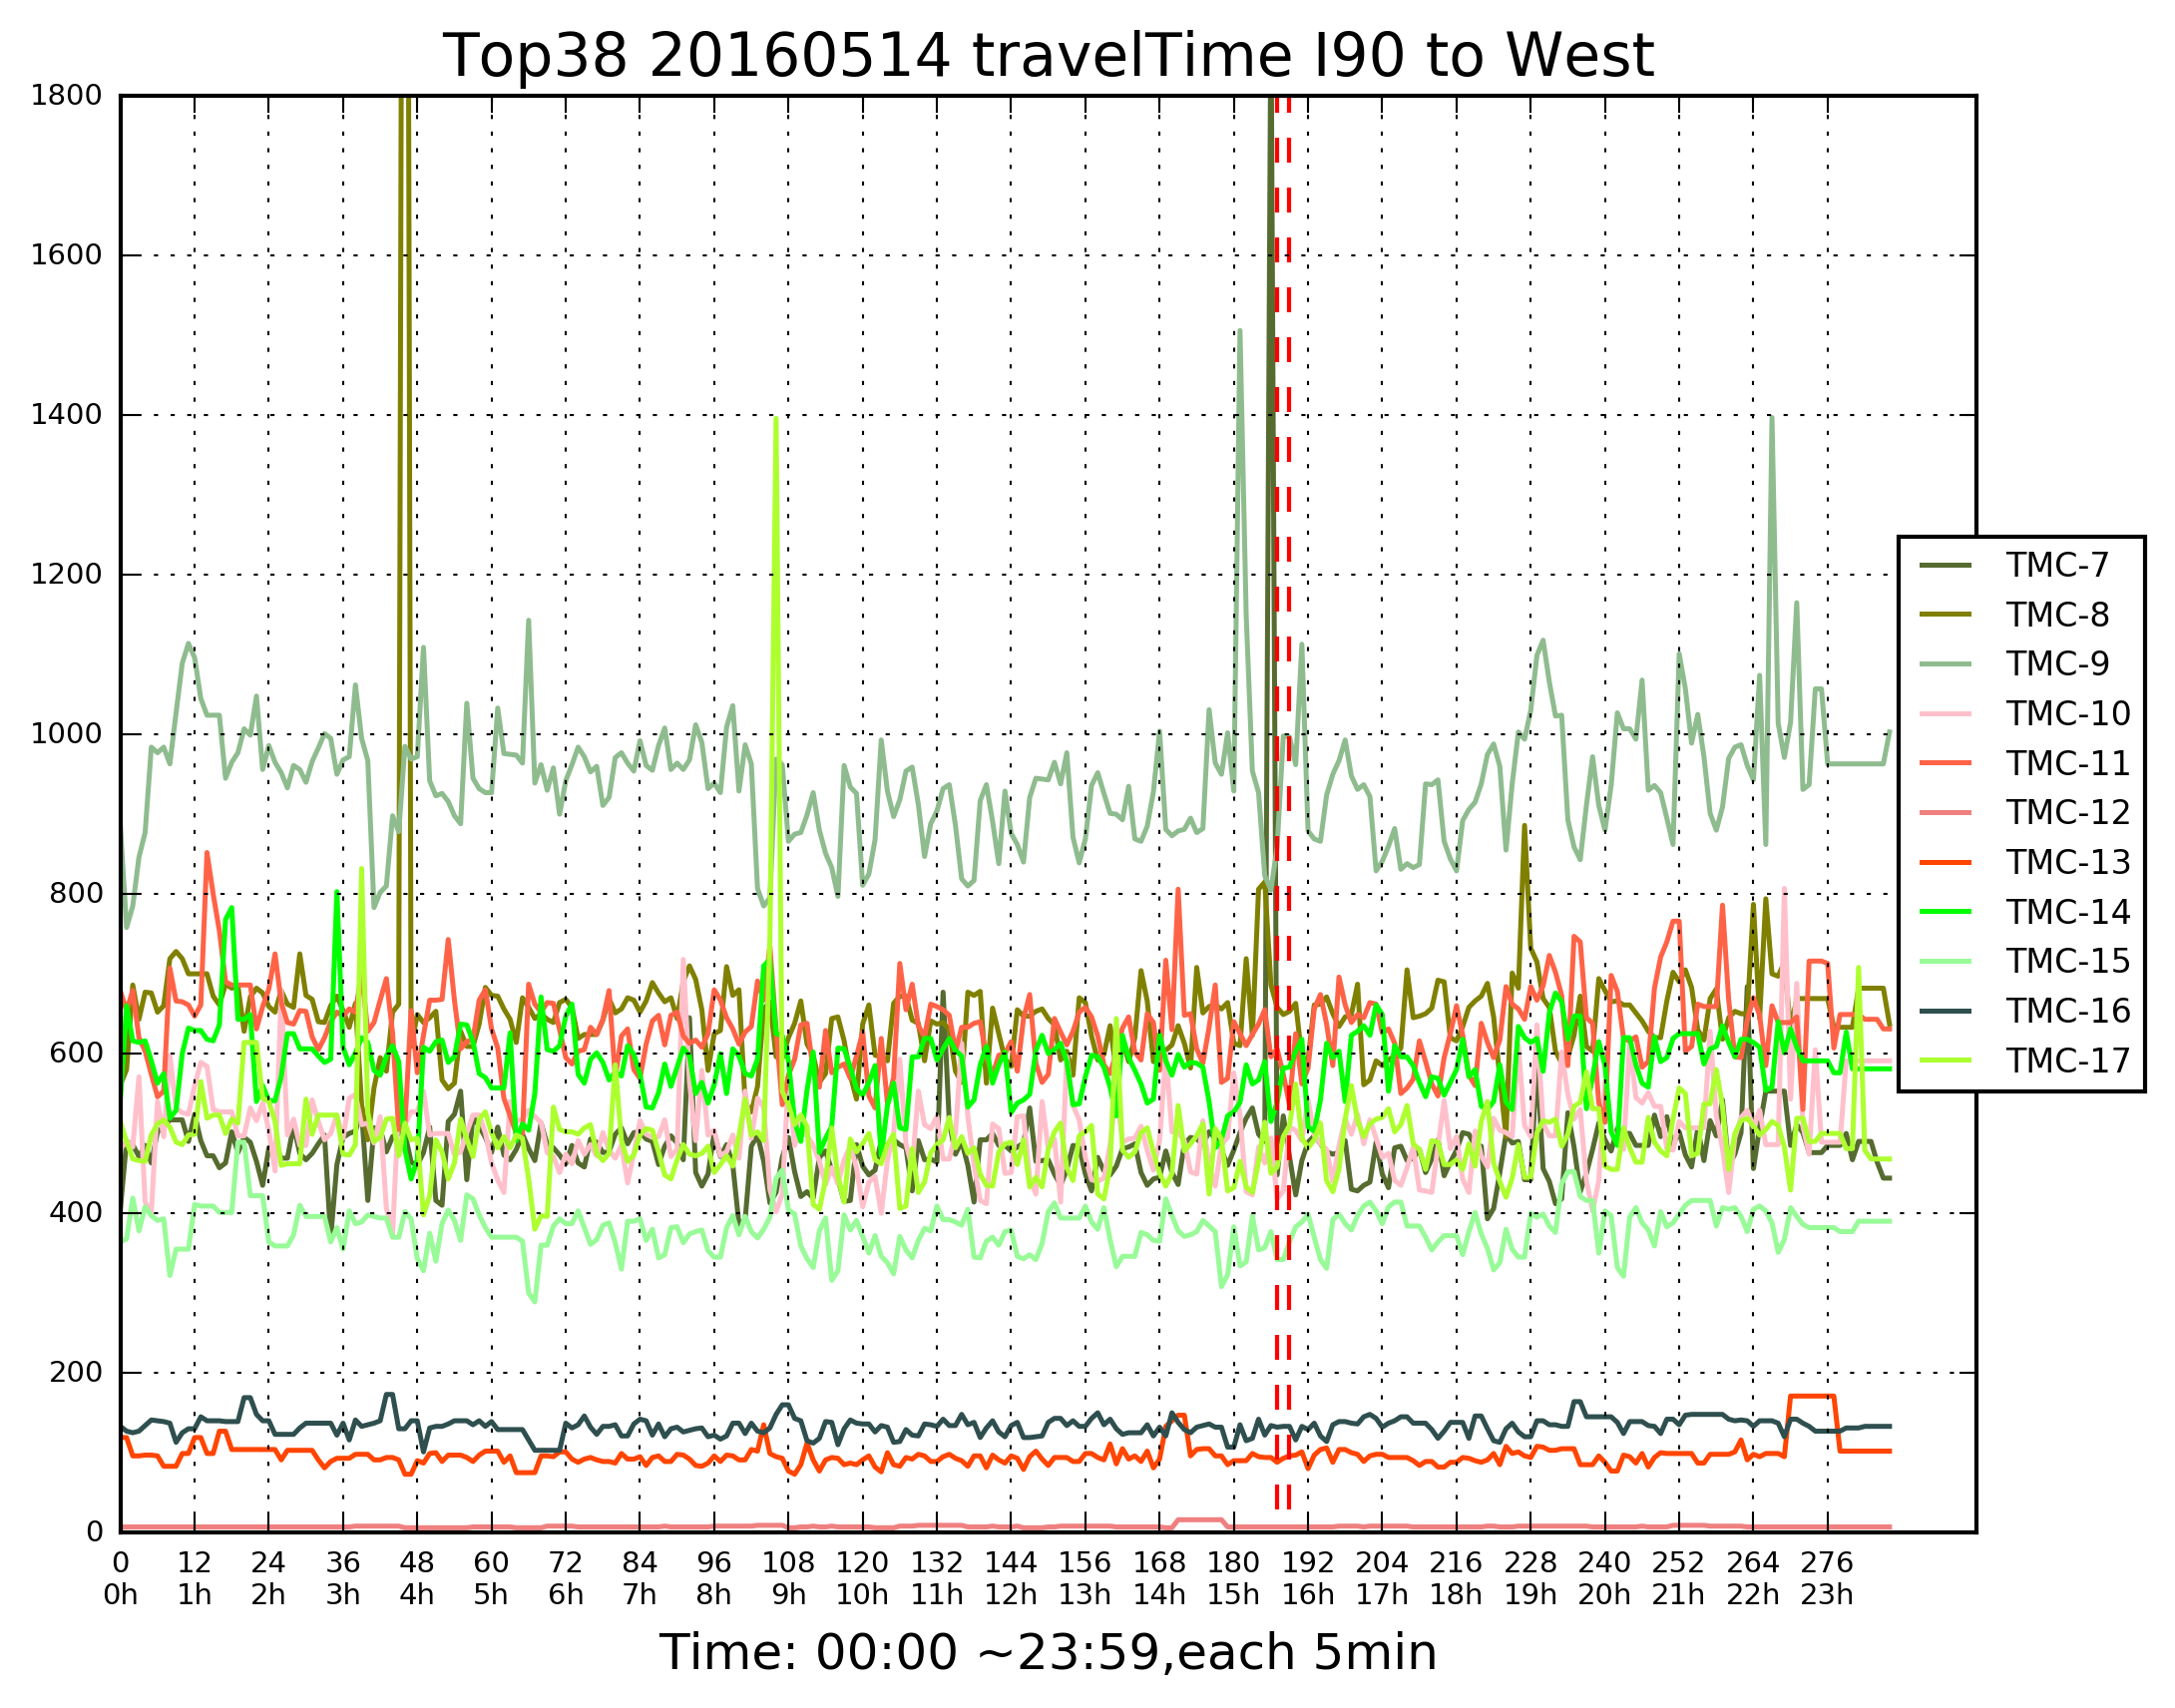 Top38 20160514 travelTime I90 to West
1800
1600
1400
1200
1000
800
600
400
200
0
TMC-7
TMC-8
TMC-9
TMC-10
TMC-11
TMC-12
TMC-13
TMC-14
TMC-15
TMC-16
TMC-17
0 12 24 36 48 60 72 84 96 108 120 132 144 156 168 180 192 204 216 228 240 252 264 276
0h 1h 2h 3h 4h 5h 6h 7h 8h 9h 10h 11h 12h 13h 14h 15h 16h 17h 18h 19h 20h 21h 22h 23h
Time: 00:00 ~23:59,each 5min